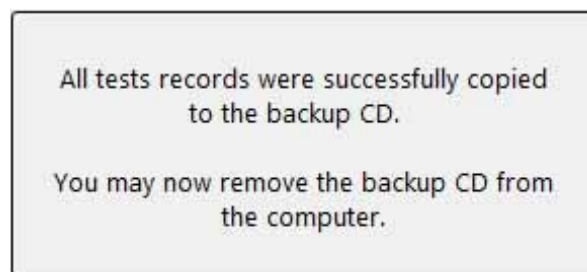 All tests records were successfully copied
to the backup CD.
You may now remove the backup CD from
the computer.